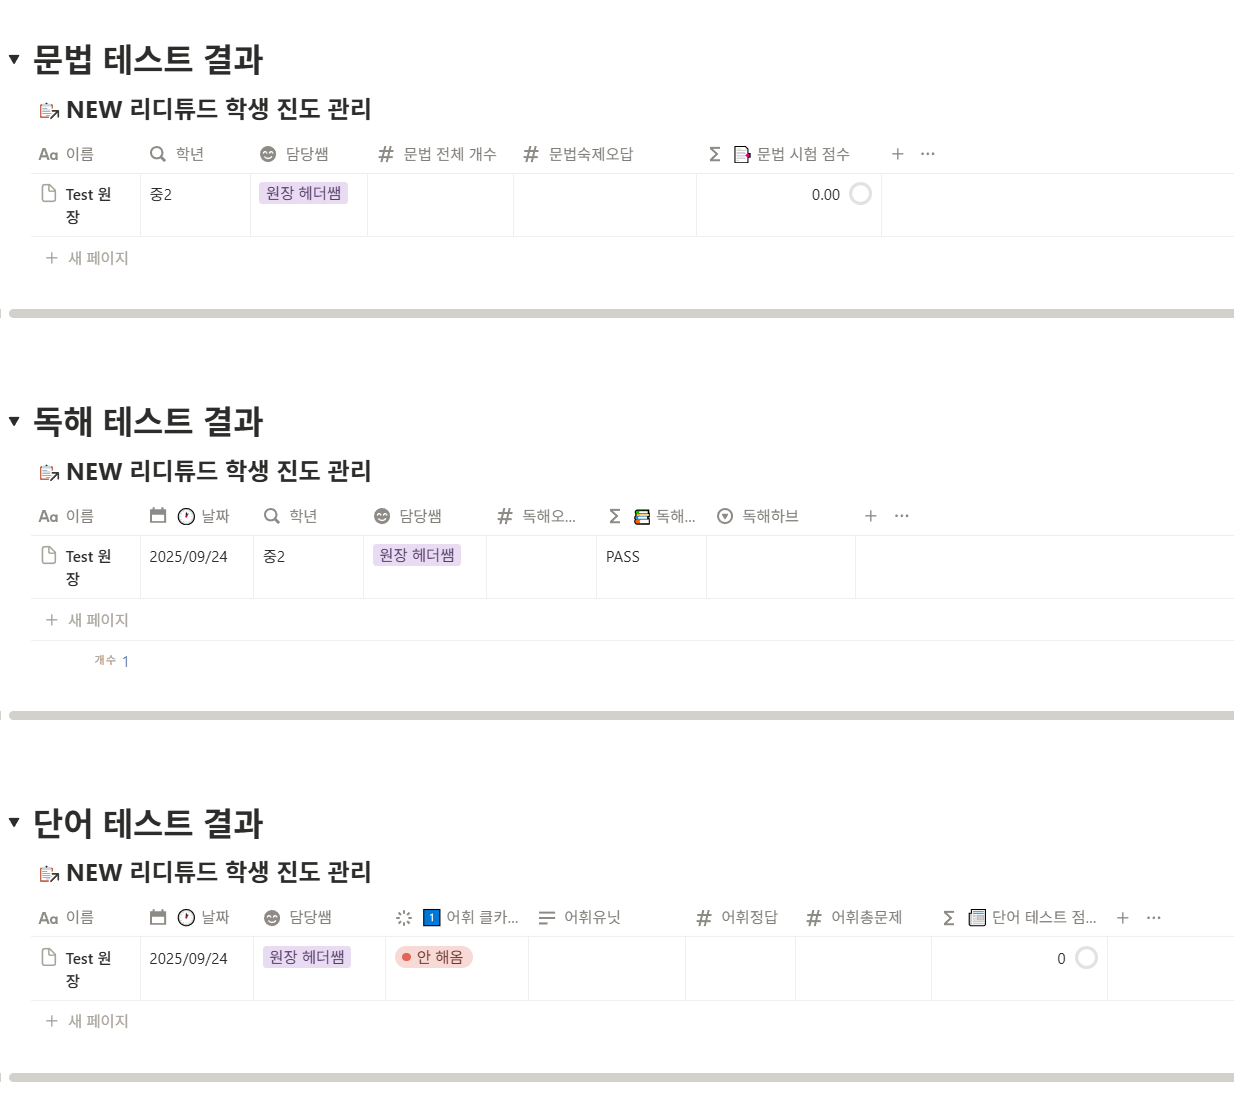 문법 테스트 결과
NEW 리디튜드 학생 진도 관리
Aa 이름 학년 담당쌤 # 문법 전체 개수 # 문법숙제오답 Σ 문법 시험 점수 + ...
Test 원장 중2 원장 헤더쌤 0.00
+ 새 페이지
독해 테스트 결과
NEW 리디튜드 학생 진도 관리
Aa 이름 날짜 학년 담당쌤 # 독해오... Σ 독해... 독해하브 + ...
Test 원장 2025/09/24 중2 원장 헤더쌤 PASS
+ 새 페이지
개수 1
단어 테스트 결과
NEW 리디튜드 학생 진도 관리
Aa 이름 날짜 담당쌤 1 어휘 클카... 어휘유닛 # 어휘정답 # 어휘총문제 Σ 단어 테스트 점... + ...
Test 원장 2025/09/24 원장 헤더쌤 안 해옴 0
+ 새 페이지